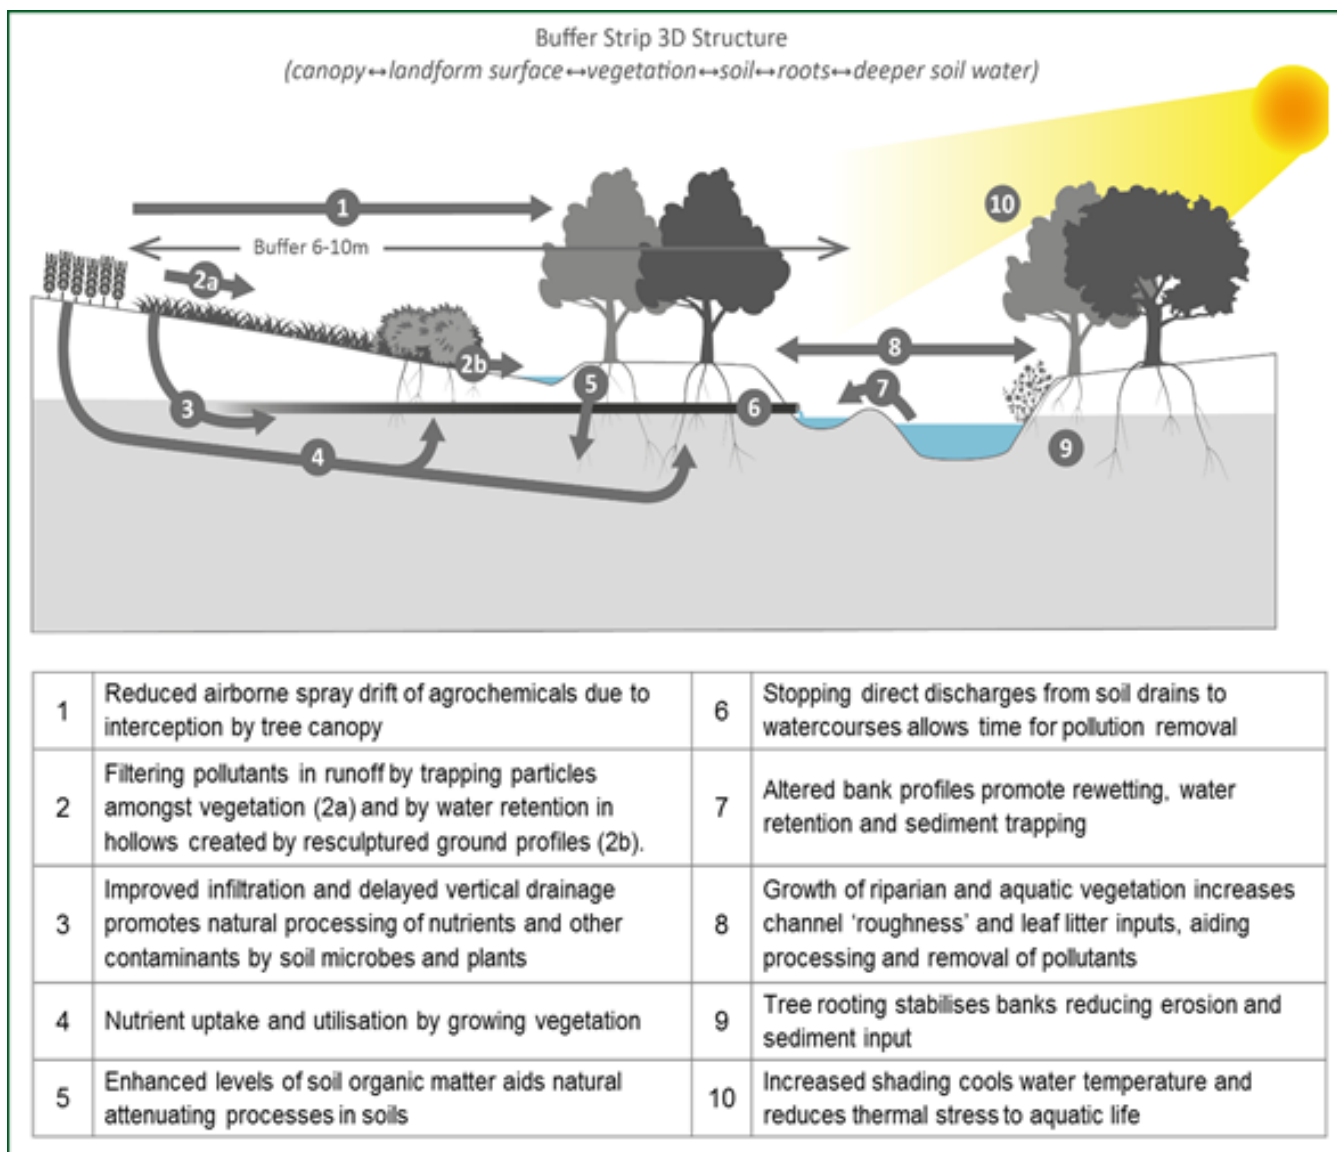 Buffer Strip 3D Structure
(canopy↔landform surface↔vegetation↔soil↔roots↔deeper soil water)
1
10
Buffer 6-10m
2a
2b
8
5
7
3
6
4
9
1
Reduced airborne spray drift of agrochemicals due to
interception by tree canopy
6
Stopping direct discharges from soil drains to
watercourses allows time for pollution removal
2
Filtering pollutants in runoff by trapping particles
amongst vegetation (2a) and by water retention in
hollows created by resculptured ground profiles (2b).
7
Altered bank profiles promote rewetting, water
retention and sediment trapping
3
Improved infiltration and delayed vertical drainage
promotes natural processing of nutrients and other
contaminants by soil microbes and plants
8
Growth of riparian and aquatic vegetation increases
channel ‘roughness’ and leaf litter inputs, aiding
processing and removal of pollutants
4
Nutrient uptake and utilisation by growing vegetation
9
Tree rooting stabilises banks reducing erosion and
sediment input
5
Enhanced levels of soil organic matter aids natural
attenuating processes in soils
10
Increased shading cools water temperature and
reduces thermal stress to aquatic life